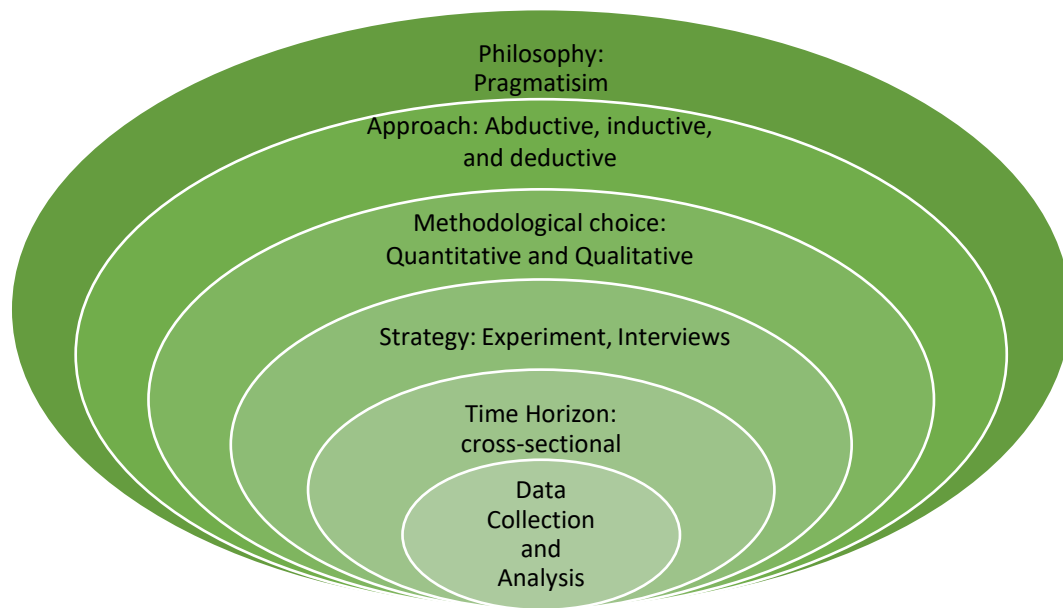 Philosophy:
Pragmatisim
Approach: Abductive, inductive,
and deductive
Methodological choice:
Quantitative and Qualitative
Strategy: Experiment, Interviews
Time Horizon:
cross-sectional
Data
Collection
and
Analysis